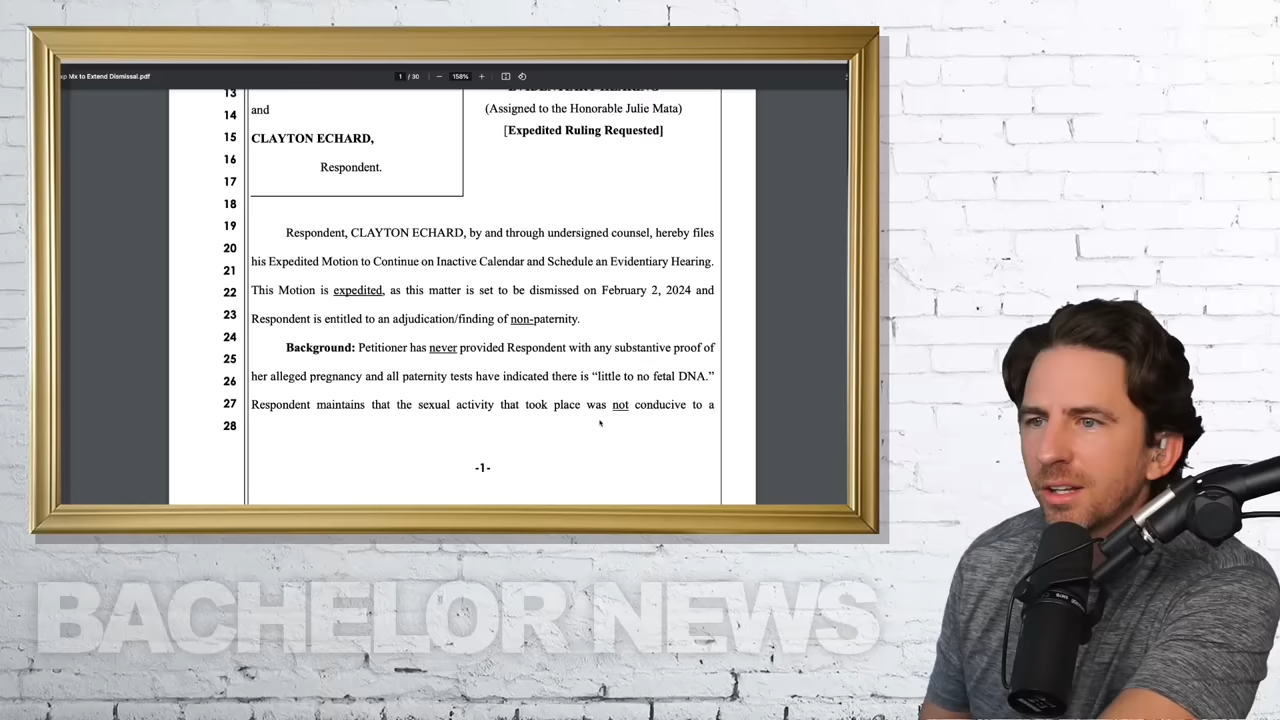 Mx to Extend Dismissal.pdf
1 / 30
158%
13
14 and
(Assigned to the Honorable Julie Mata)
15 CLAYTON ECHARD,
[Expedited Ruling Requested]
16 Respondent.
17
18
19 Respondent, CLAYTON ECHARD, by and through undersigned counsel, hereby files
20 his Expedited Motion to Continue on Inactive Calendar and Schedule an Evidentiary Hearing.
21
22 This Motion is expedited, as this matter is set to be dismissed on February 2, 2024 and
23 Respondent is entitled to an adjudication/finding of non-paternity.
24
25 Background: Petitioner has never provided Respondent with any substantive proof of
26 her alleged pregnancy and all paternity tests have indicated there is “little to no fetal DNA.”
27 Respondent maintains that the sexual activity that took place was not conducive to a
28
-1-
BACHELOR NEWS